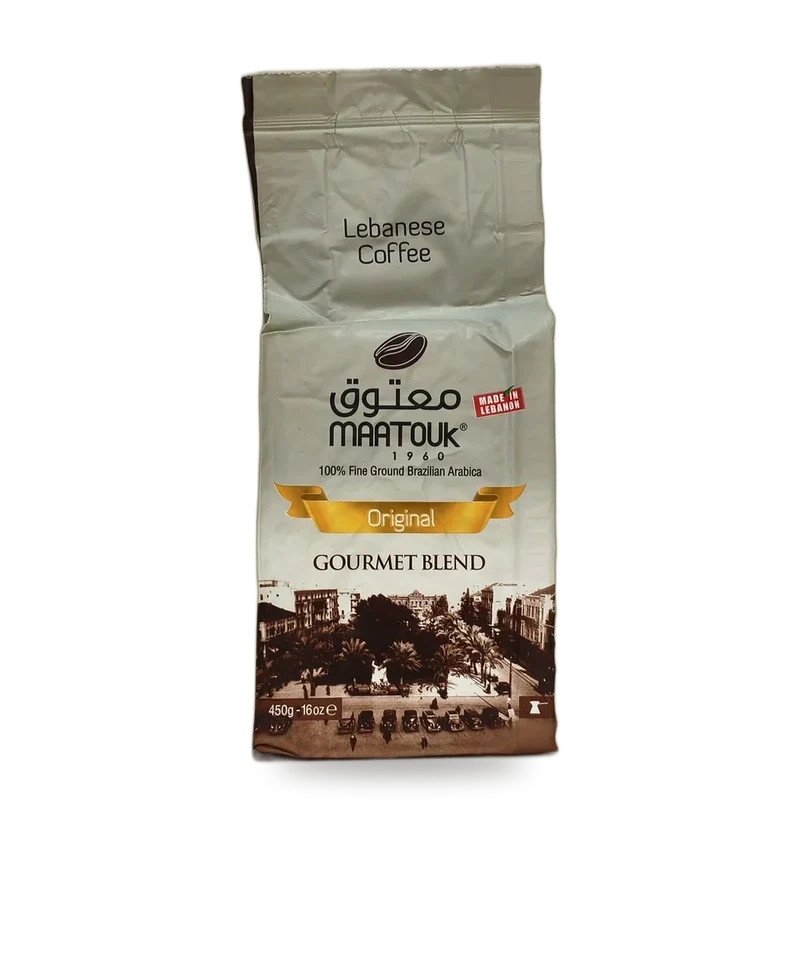 Lebanese
Coffee
معتوق
MAATOUK®
1960
MADE IN
LEBANON
100% Fine Ground Brazilian Arabica
Original
GOURMET BLEND
450g - 16oz ℮